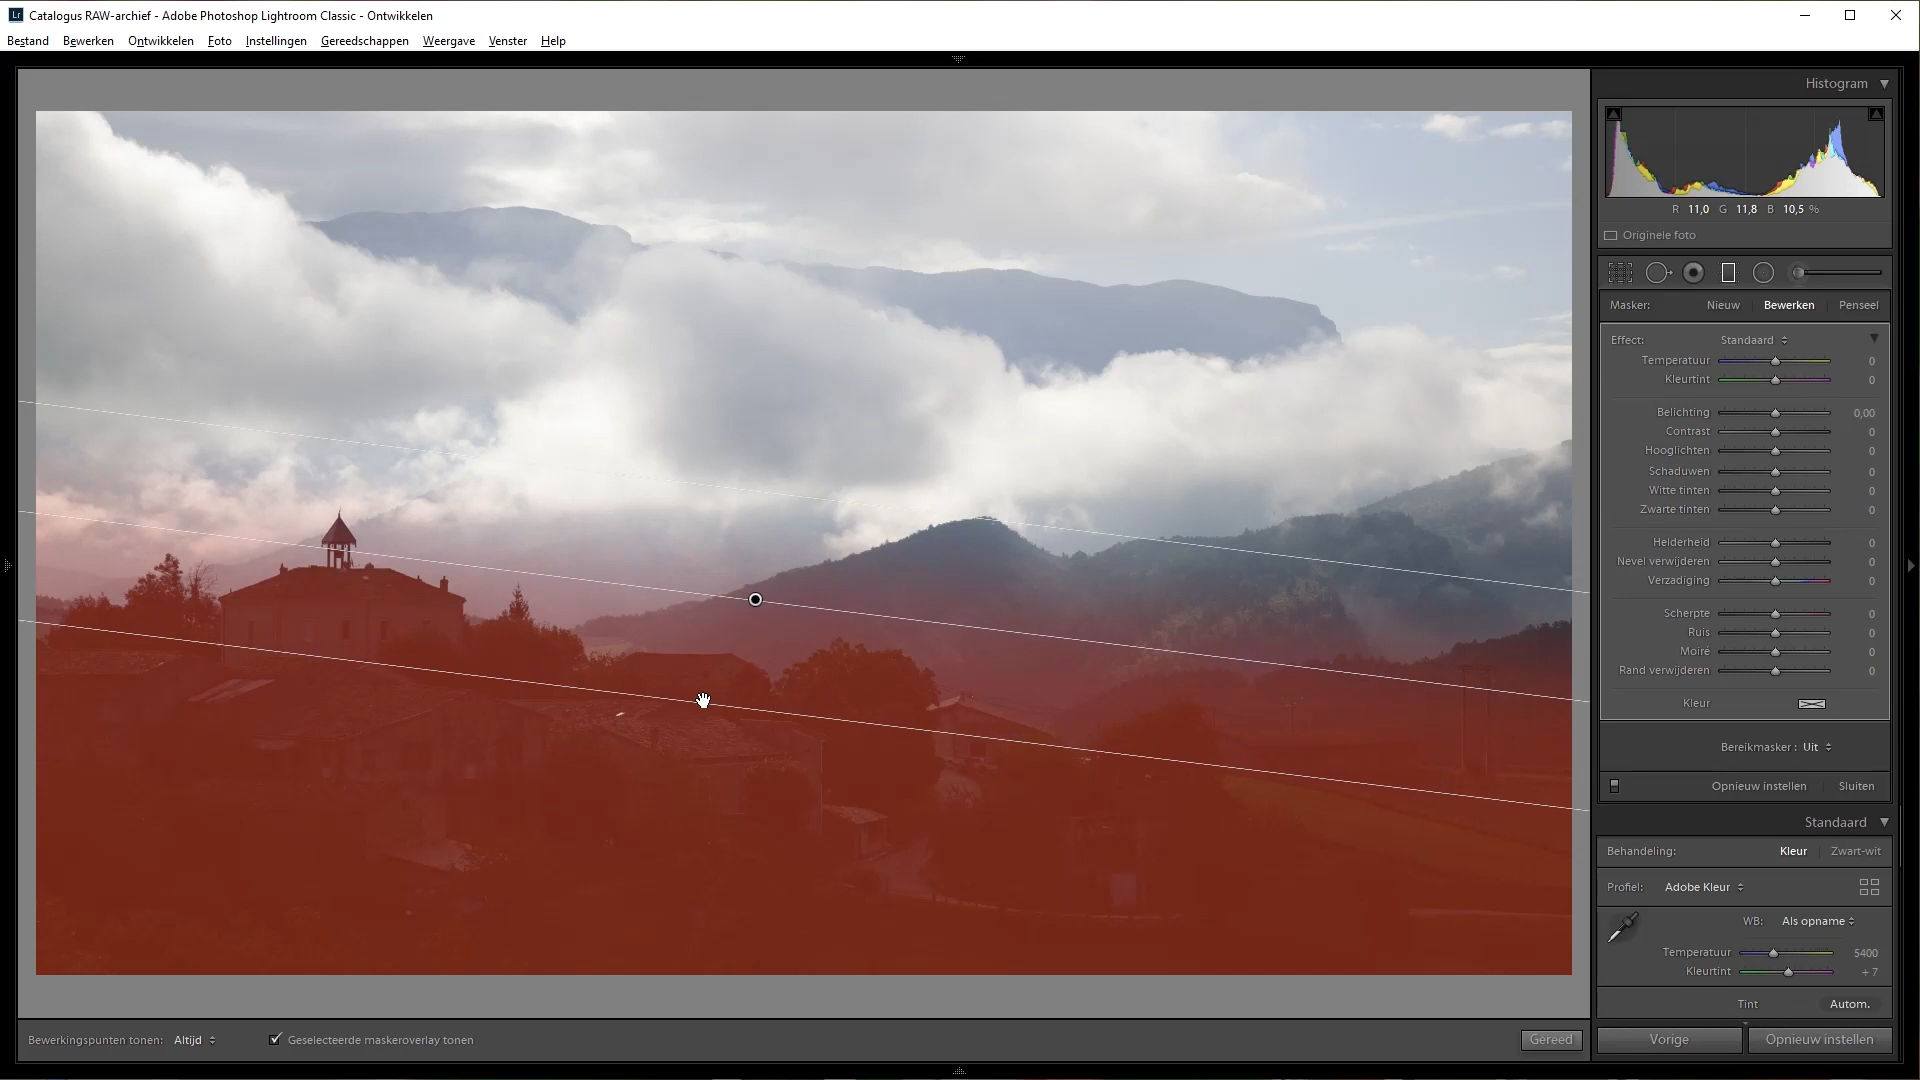 Lr Catalogus RAW-archief - Adobe Photoshop Lightroom Classic - Ontwikkelen
Bestand Bewerken Ontwikkelen Foto Instellingen Gereedschappen Weergave Venster Help
Histogram
R 11,0 G 11,8 B 10,5 %
Originele foto
Masker: Nieuw Bewerken Penseel
Effect: Standaard
Temperatuur 0
Kleurtint 0
Belichting 0,00
Contrast 0
Hooglichten 0
Schaduwen 0
Witte tinten 0
Zwarte tinten 0
Helderheid 0
Nevel verwijderen 0
Verzadiging 0
Scherpte 0
Ruis 0
Moiré 0
Rand verwijderen 0
Kleur
Bereikmasker : Uit
Opnieuw instellen Sluiten
Standaard
Behandeling: Kleur Zwart-wit
Profiel: Adobe Kleur
WB: Als opname
Temperatuur 5400
Kleurtint + 7
Tint Autom.
Bewerkingspunten tonen: Altijd Geselecteerde maskeroverlay tonen Gereed Vorige Opnieuw instellen